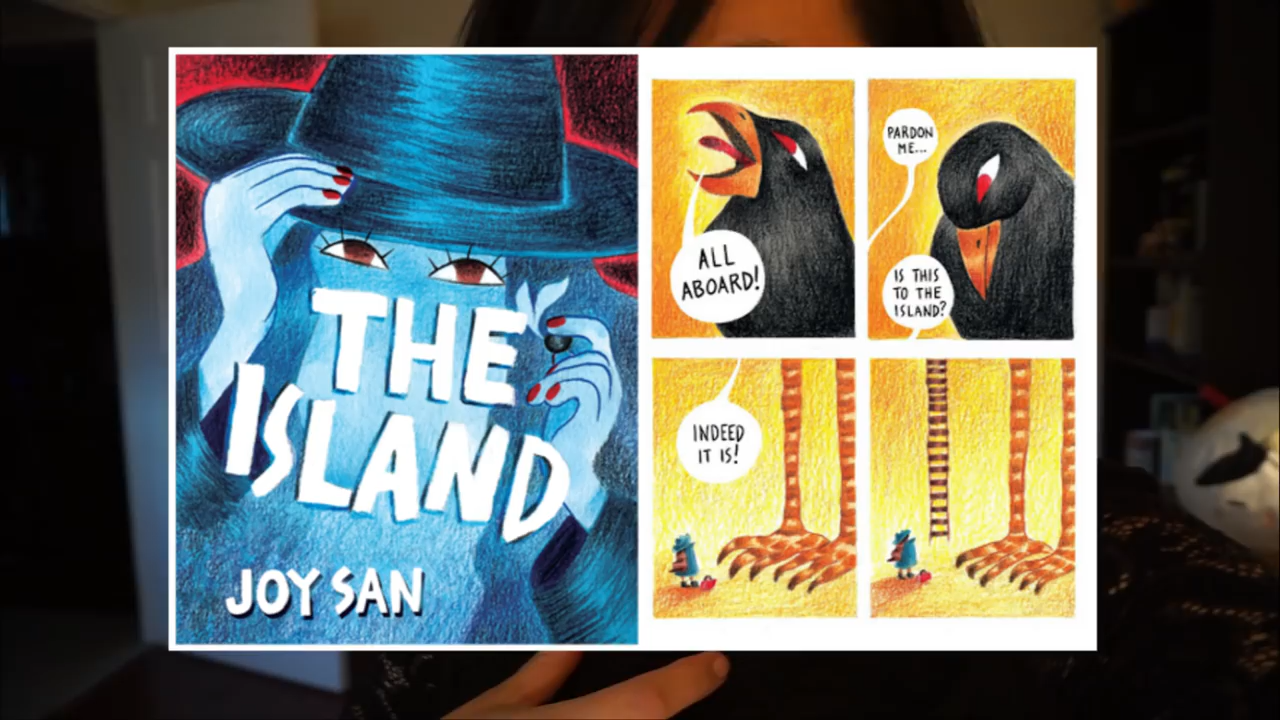 THE
ISLAND
JOY SAN
ALL
ABOARD!
PARDON
ME...
IS THIS
TO THE
ISLAND?
INDEED
IT IS!